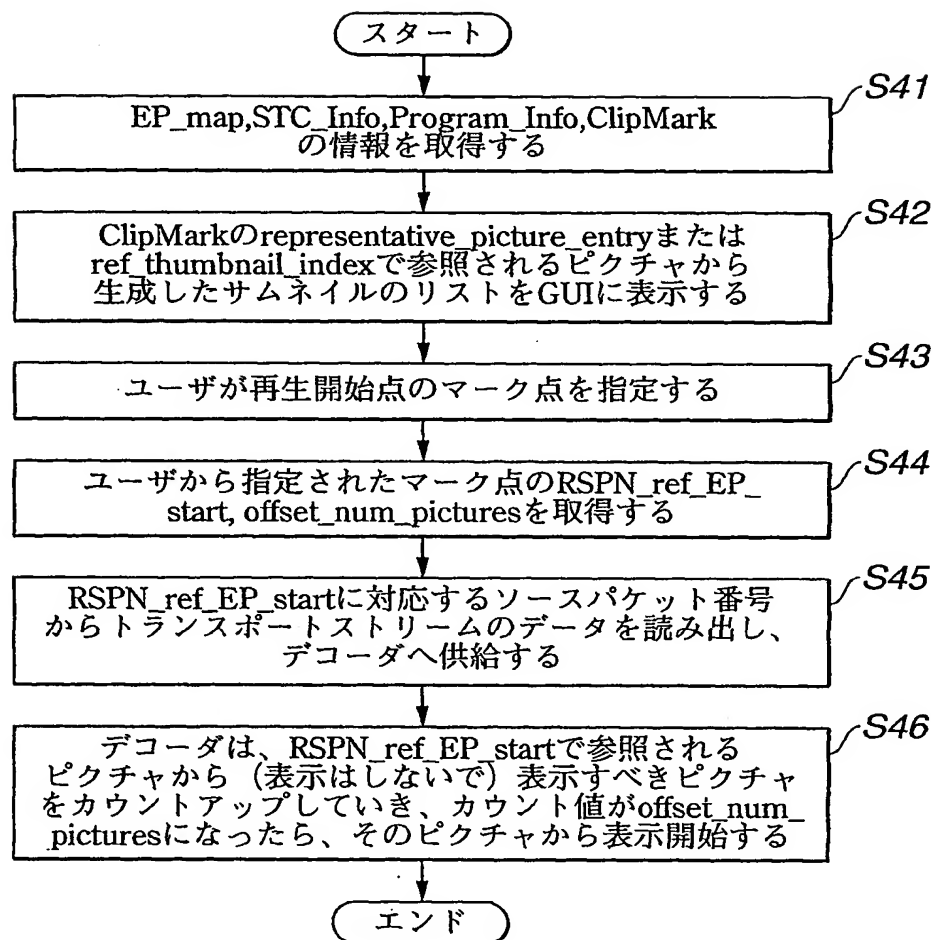 スタート
S41
EP_map,STC_Info,Program_Info,ClipMark
の情報を取得する
S42
ClipMarkのrepresentative_picture_entryまたは
ref_thumbnail_indexで参照されるピクチャから
生成したサムネイルのリストをGUIに表示する
S43
ユーザが再生開始点のマーク点を指定する
S44
ユーザから指定されたマーク点のRSPN_ref_EP_
start, offset_num_picturesを取得する
S45
RSPN_ref_EP_startに対応するソースパケット番号
からトランスポートストリームのデータを読み出し、
デコーダへ供給する
S46
デコーダは、RSPN_ref_EP_startで参照される
ピクチャから（表示はしないで）表示すべきピクチャ
をカウントアップしていき、カウント値がoffset_num_
picturesになったら、そのピクチャから表示開始する
エンド